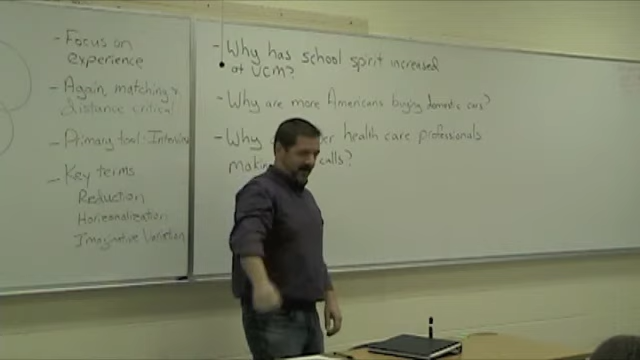 - Focus on
experience
- Again, matching &
distance critical
- Primary tool: Interview
- Key terms
Reduction
Horizonalization
Imaginative Variation
- Why has school spirit increased
at UCM?
- Why are more Americans buying domestic cars?
- Why health care professionals
making calls?